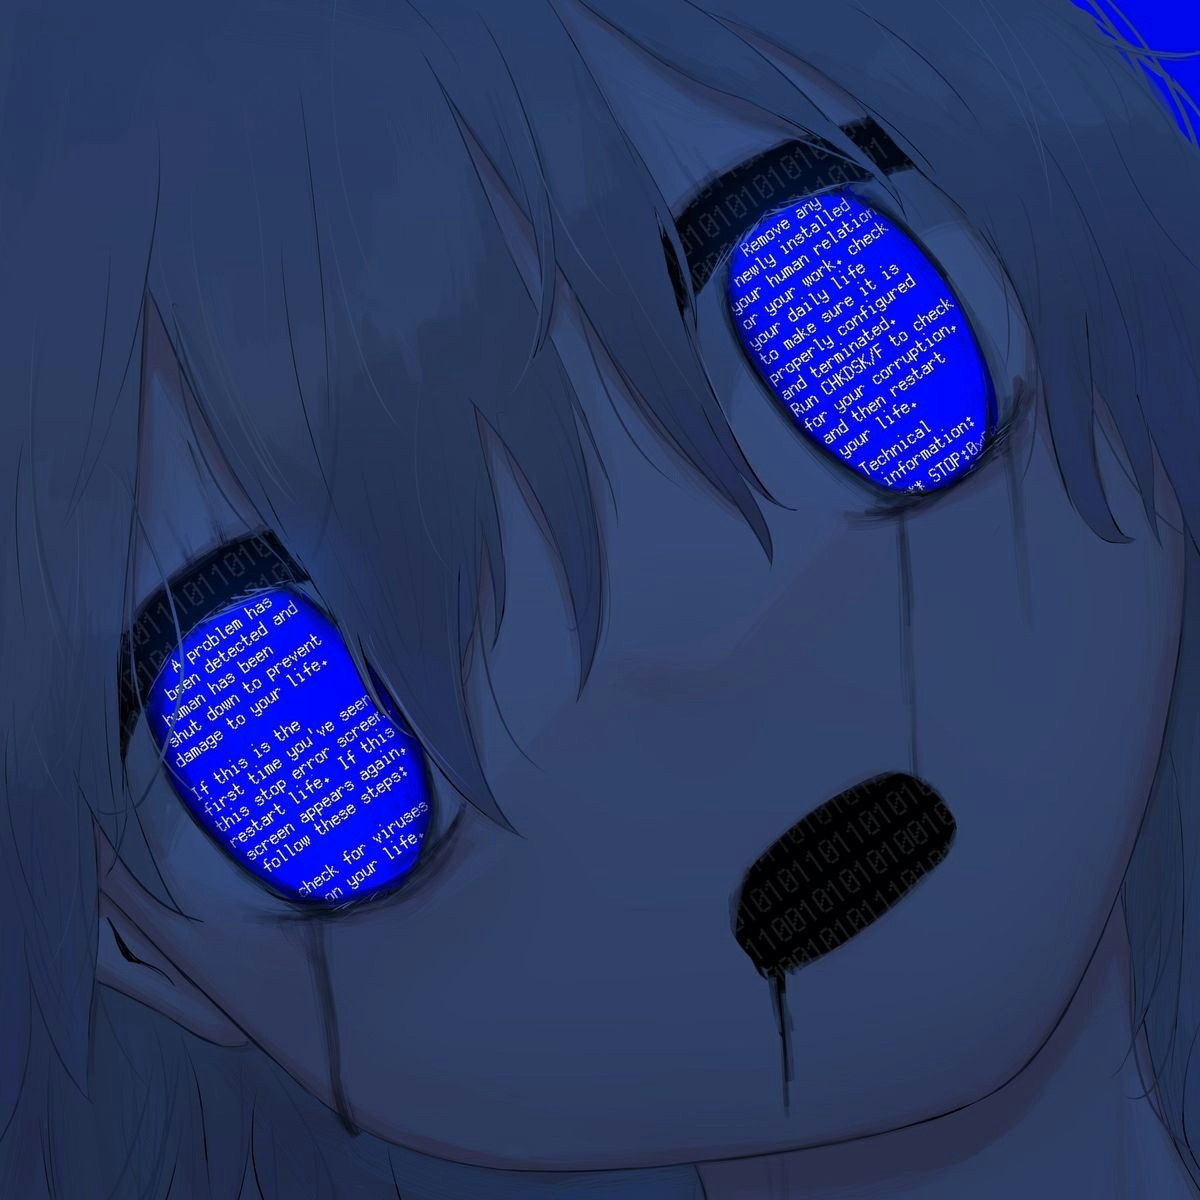 A problem has
been detected and
human has been
shut down to prevent
damage to your life.
If this is the
first time you've seen
this stop error screen,
restart life. If this
screen appears again,
follow these steps:
check for viruses
on your life.
Remove any
newly installed
your human relation
or your work. check
your daily life
to make sure it is
properly configured
and terminated.
Run CHKDSK/F to check
for your corruption,
and then restart
your life.
Technical
information:
** STOP:0